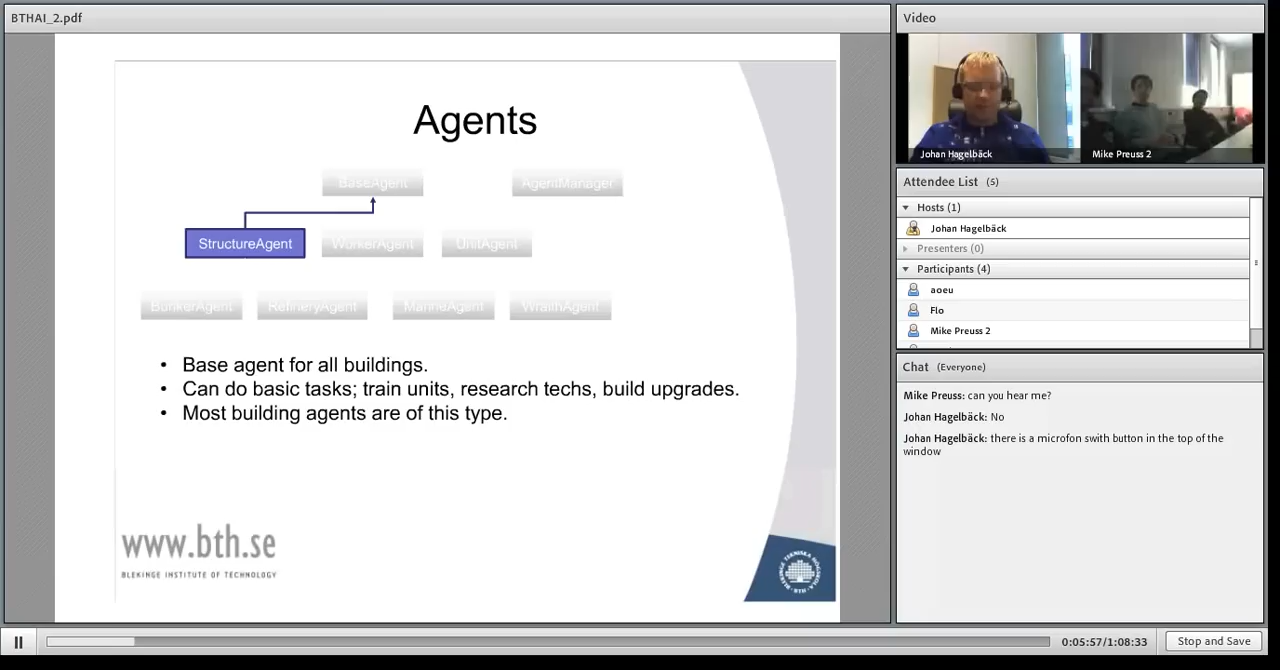 BTHAI_2.pdf
Agents
BaseAgent
AgentManager
StructureAgent
WorkerAgent
UnitAgent
BunkerAgent
RefineryAgent
MarineAgent
WraithAgent
• Base agent for all buildings.
• Can do basic tasks; train units, research techs, build upgrades.
• Most building agents are of this type.
www.bth.se
BLEKINGE INSTITUTE OF TECHNOLOGY
Video
Johan Hagelbäck
Mike Preuss 2
Attendee List (5)
Hosts (1)
Johan Hagelbäck
Presenters (0)
Participants (4)
aoeu
Flo
Mike Preuss 2
Chat (Everyone)
Mike Preuss: can you hear me?
Johan Hagelbäck: No
Johan Hagelbäck: there is a microfon swith button in the top of the
window
0:05:57/1:08:33
Stop and Save